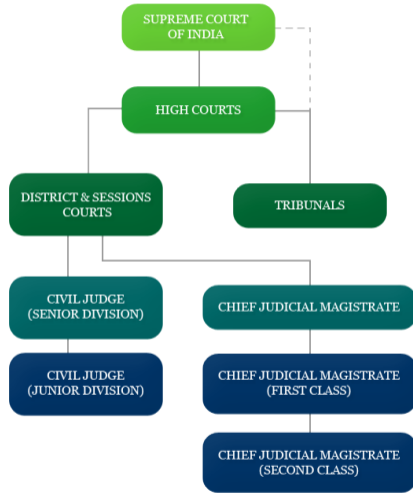 SUPREME COURT
OF INDIA
HIGH COURTS
DISTRICT & SESSIONS
COURTS
TRIBUNALS
CIVIL JUDGE
(SENIOR DIVISION)
CHIEF JUDICIAL MAGISTRATE
CIVIL JUDGE
(JUNIOR DIVISION)
CHIEF JUDICIAL MAGISTRATE
(FIRST CLASS)
CHIEF JUDICIAL MAGISTRATE
(SECOND CLASS)